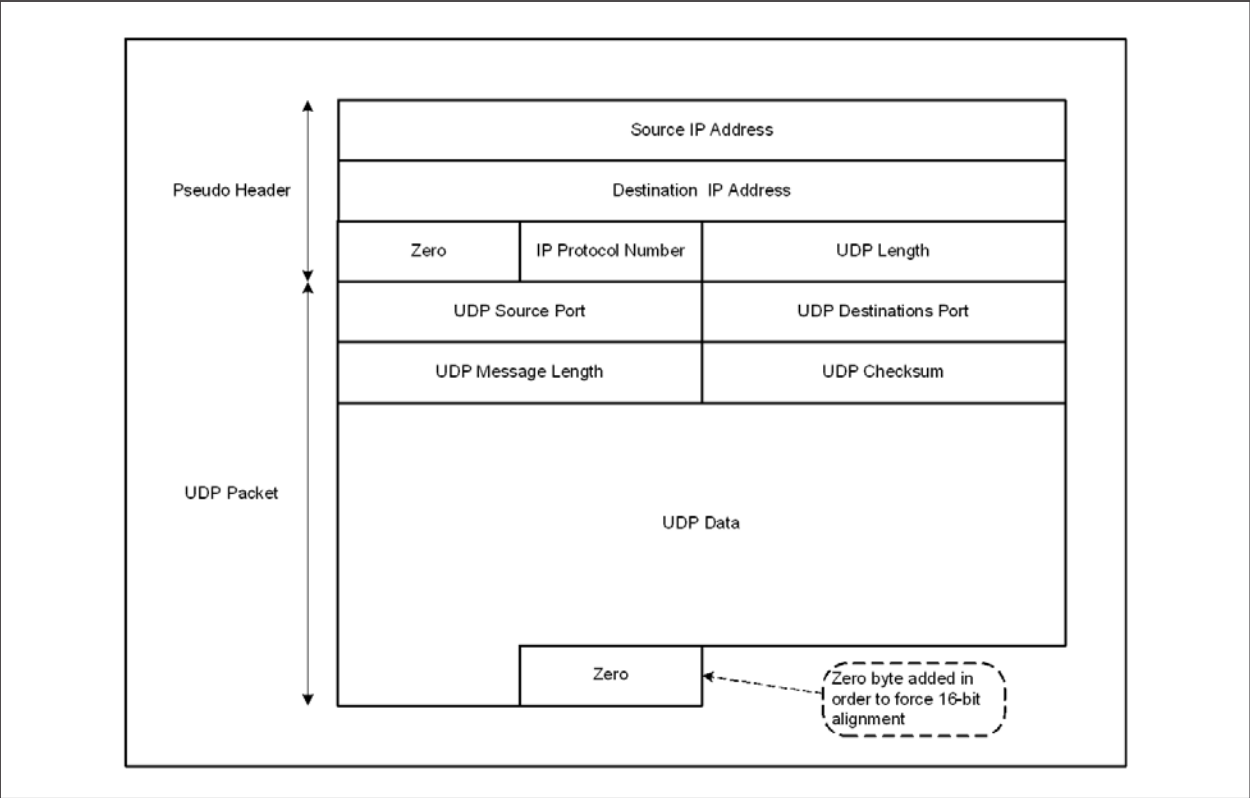 Source IP Address
Pseudo Header
Destination IP Address
Zero
IP Protocol Number
UDP Length
UDP Source Port
UDP Destinations Port
UDP Message Length
UDP Checksum
UDP Packet
UDP Data
Zero
Zero byte added in
order to force 16-bit
alignment